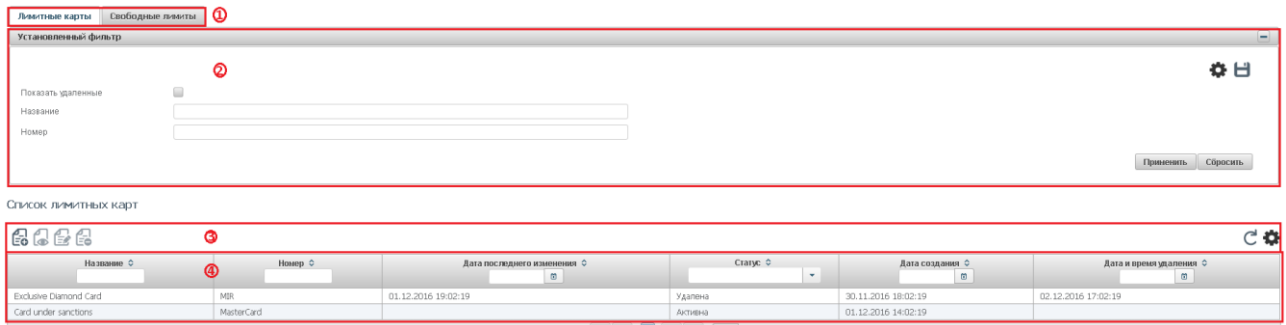 Лимитные карты Свободные лимиты 1
Установленный фильтр
2
Показать удаленные
Название
Номер
Применить Сбросить
Список лимитных карт
3
Название Номер Дата последнего изменения Статус Дата создания Дата и время удаления
4
Exclusive Diamond Card MIR 01.12.2016 19:02:19 Удалена 30.11.2016 18:02:19 02.12.2016 17:02:19
Card under sanctions MasterCard Активна 01.12.2016 14:02:19